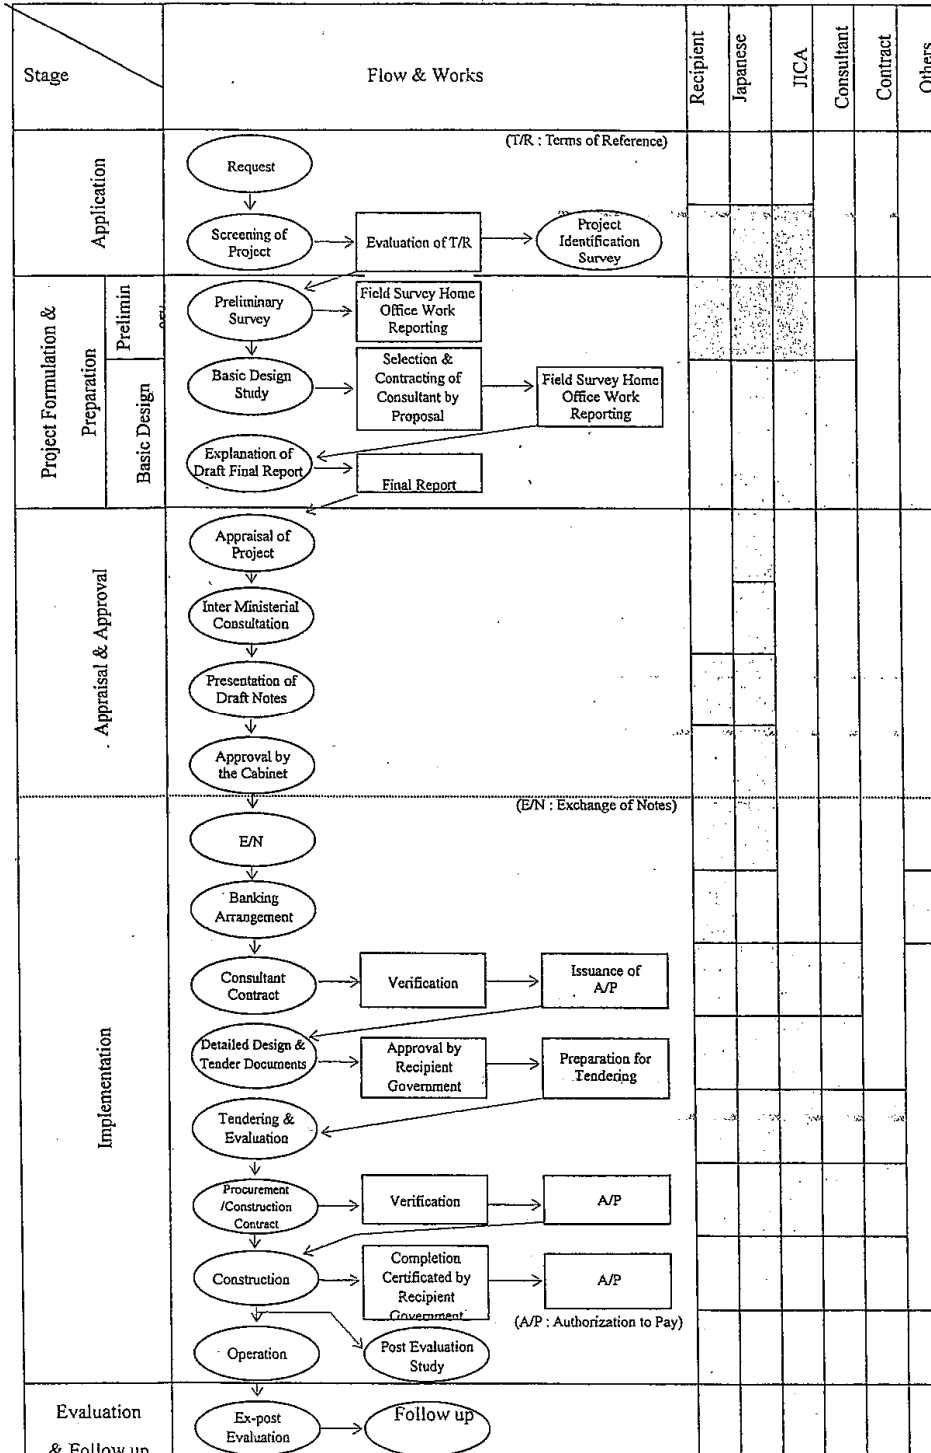 Stage
Flow & Works
Recipient
Japanese
JICA
Consultant
Contract
Others
Application
(T/R : Terms of Reference)
Request
Screening of
Project
Evaluation of T/R
Project
Identification
Survey
Project Formulation &
Preparation
Prelimin
Preliminary
Survey
Field Survey Home
Office Work
Reporting
Basic Design
Basic Design
Study
Selection &
Contracting of
Consultant by
Proposal
Field Survey Home
Office Work
Reporting
Explanation of
Draft Final Report
Final Report
Appraisal & Approval
Appraisal of
Project
Inter Ministerial
Consultation
Presentation of
Draft Notes
Approval by
the Cabinet
Implementation
(E/N : Exchange of Notes)
E/N
Banking
Arrangement
Consultant
Contract
Verification
Issuance of
A/P
Detailed Design &
Tender Documents
Approval by
Recipient
Government
Preparation for
Tendering
Tendering &
Evaluation
Procurement
/Construction
Contract
Verification
A/P
Construction
Completion
Certificated by
Recipient
Government
A/P
(A/P : Authorization to Pay)
Operation
Post Evaluation
Study
Evaluation
& Follow up
Ex-post
Evaluation
Follow up